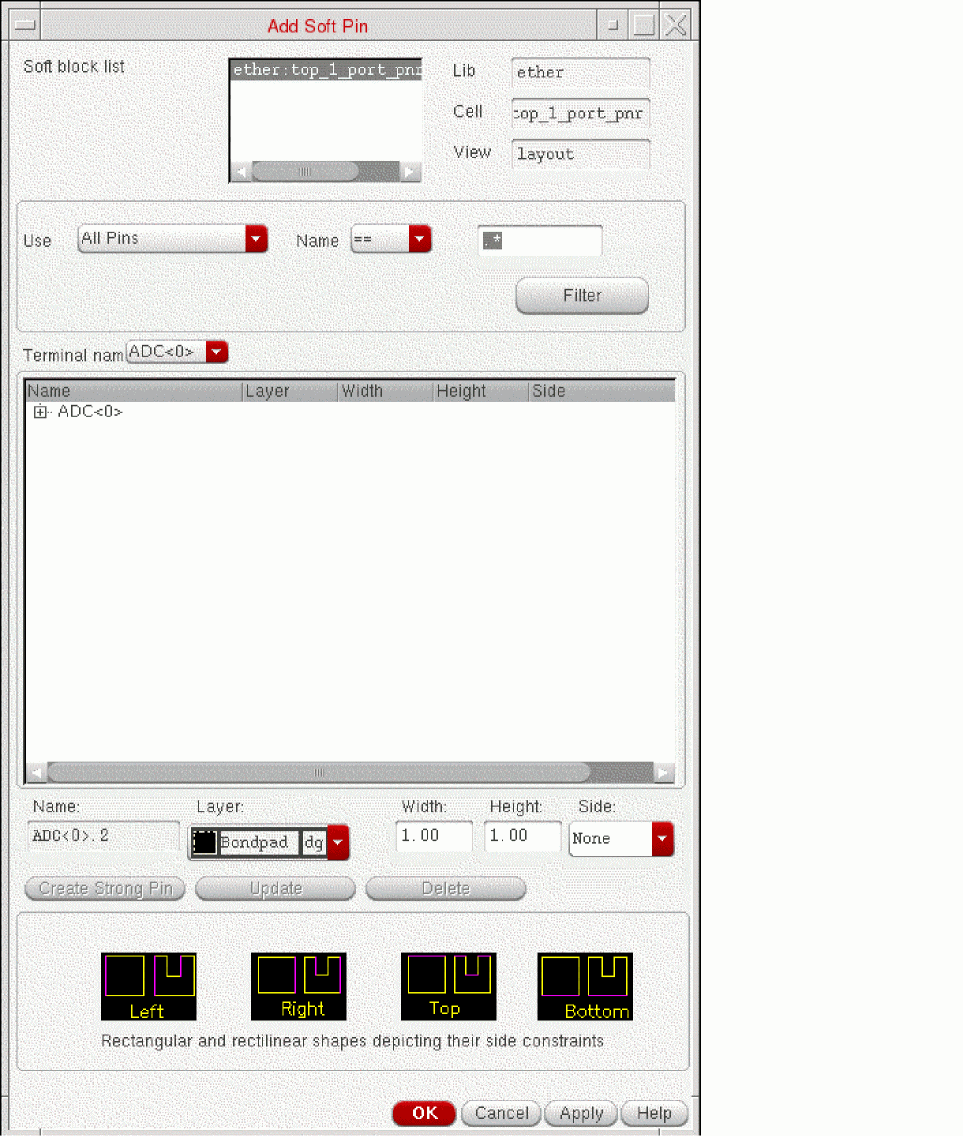 Add Soft Pin
Soft block list
ether:top_1_port_pnr
Lib ether
Cell top_1_port_pnr
View layout
Use All Pins Name == .*
Filter
Terminal nam ADC<0>
Name Layer Width Height Side
ADC<0>
Name: Layer: Width: Height: Side:
ADC<0>.2 Bondpad dg 1.00 1.00 None
Create Strong Pin Update Delete
Left Right Top Bottom
Rectangular and rectilinear shapes depicting their side constraints
OK Cancel Apply Help